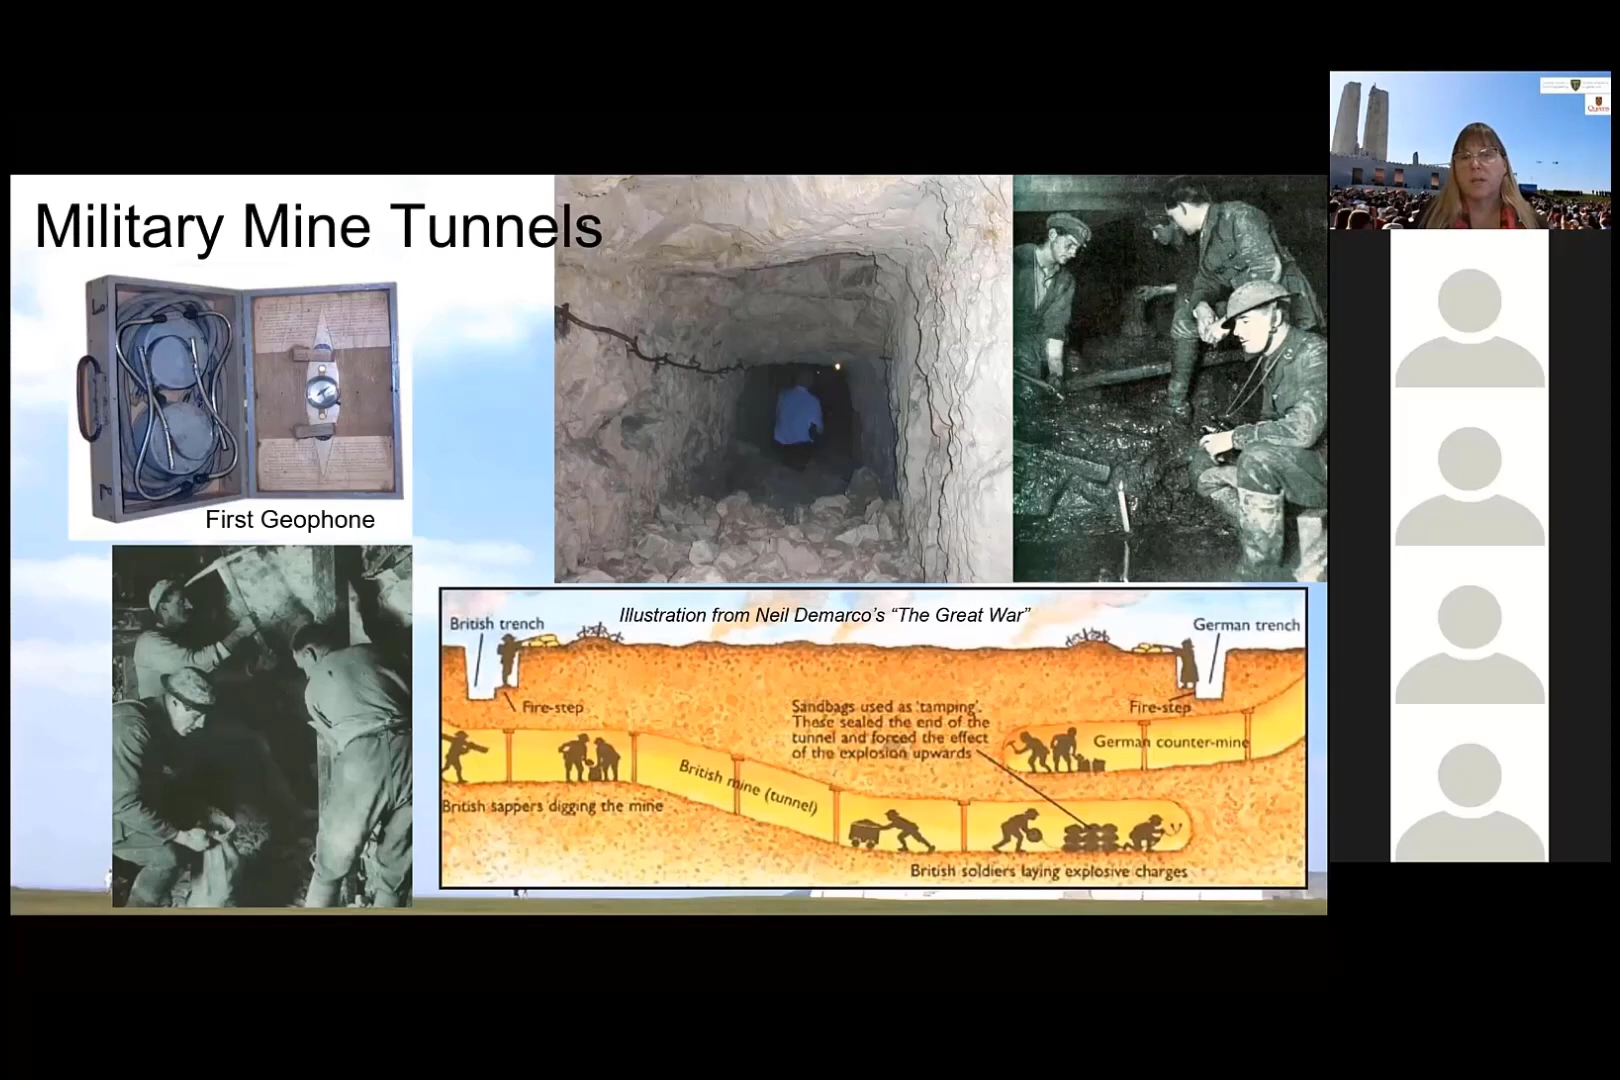 Military Mine Tunnels
First Geophone
Illustration from Neil Demarco's “The Great War”
British trench
German trench
Fire-step
Sandbags used as 'tamping'.
These sealed the end of the
tunnel and forced the effect
of the explosion upwards
Fire-step
German counter-mine
British mine (tunnel)
British sappers digging the mine
British soldiers laying explosive charges
Queen's